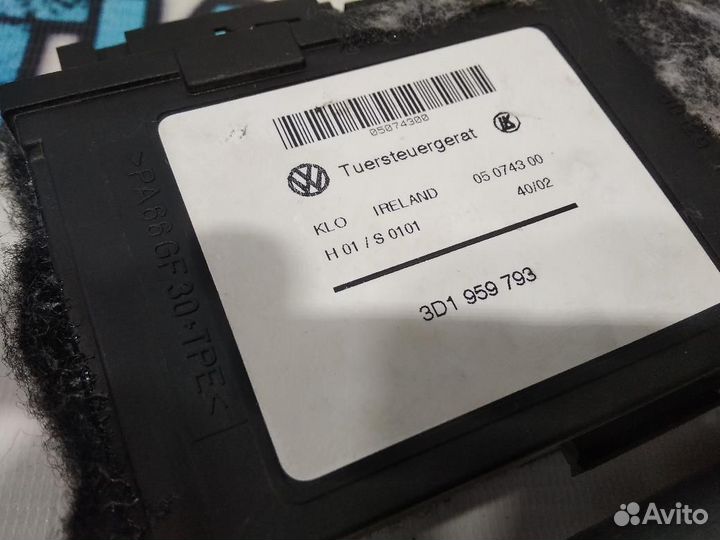 05074300
Tuersteuergerat
KLO IRELAND 05 0743 00
H 01 / S 0101 40/02
3D1 959 793
>PA66GF30+TPE<
Avito